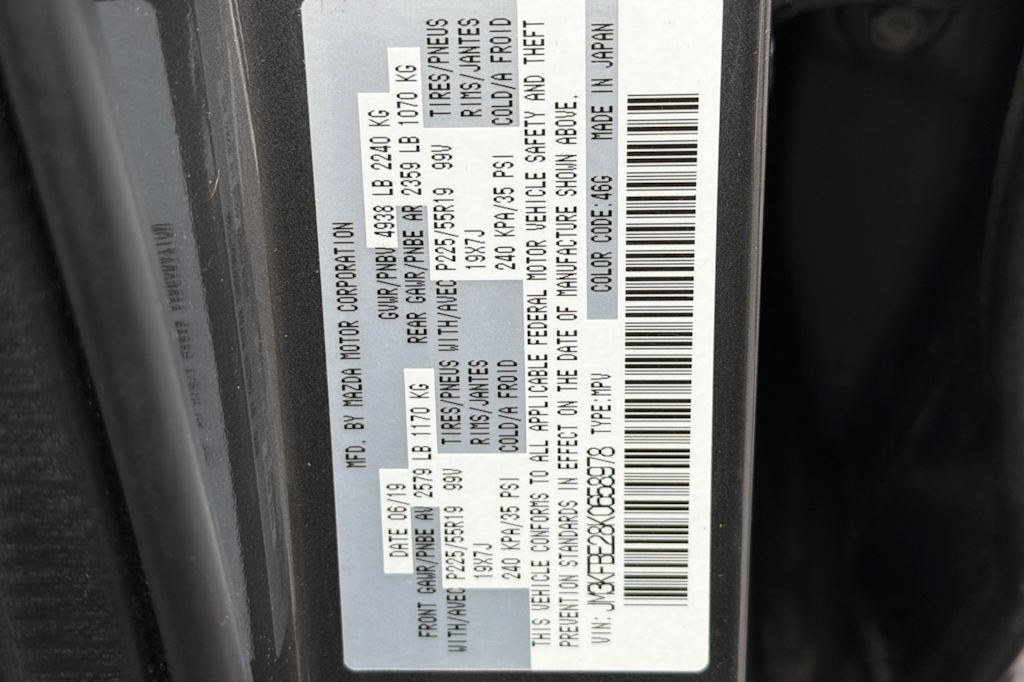 MFD. BY MAZDA MOTOR CORPORATION
DATE 06/19 GVWR/PNBV 4938 LB 2240 KG
FRONT GAWR/PNBE AV 2579 LB 1170 KG REAR GAWR/PNBE AR 2359 LB 1070 KG
WITH/AVEC P225/55R19 99V TIRES/PNEUS WITH/AVEC P225/55R19 99V TIRES/PNEUS
19X7J RIMS/JANTES 19X7J RIMS/JANTES
240 KPA/35 PSI COLD/A FROID 240 KPA/35 PSI COLD/A FROID
THIS VEHICLE CONFORMS TO ALL APPLICABLE FEDERAL MOTOR VEHICLE SAFETY AND THEFT
PREVENTION STANDARDS IN EFFECT ON THE DATE OF MANUFACTURE SHOWN ABOVE.
VIN: JM3KFBE28K0658978 TYPE:MPV COLOR CODE:46G MADE IN JAPAN